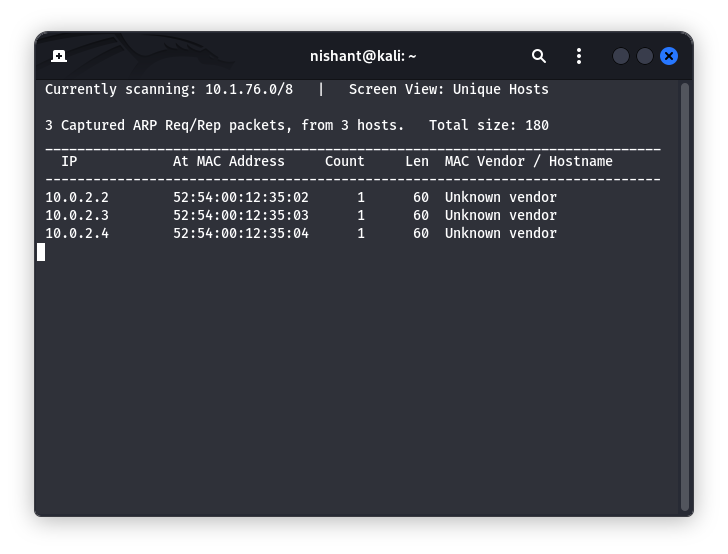 nishant@kali: ~
Currently scanning: 10.1.76.0/8   |   Screen View: Unique Hosts
3 Captured ARP Req/Rep packets, from 3 hosts.   Total size: 180
_____________________________________________________________________________
  IP            At MAC Address     Count     Len  MAC Vendor / Hostname
-----------------------------------------------------------------------------
10.0.2.2        52:54:00:12:35:02      1      60  Unknown vendor
10.0.2.3        52:54:00:12:35:03      1      60  Unknown vendor
10.0.2.4        52:54:00:12:35:04      1      60  Unknown vendor